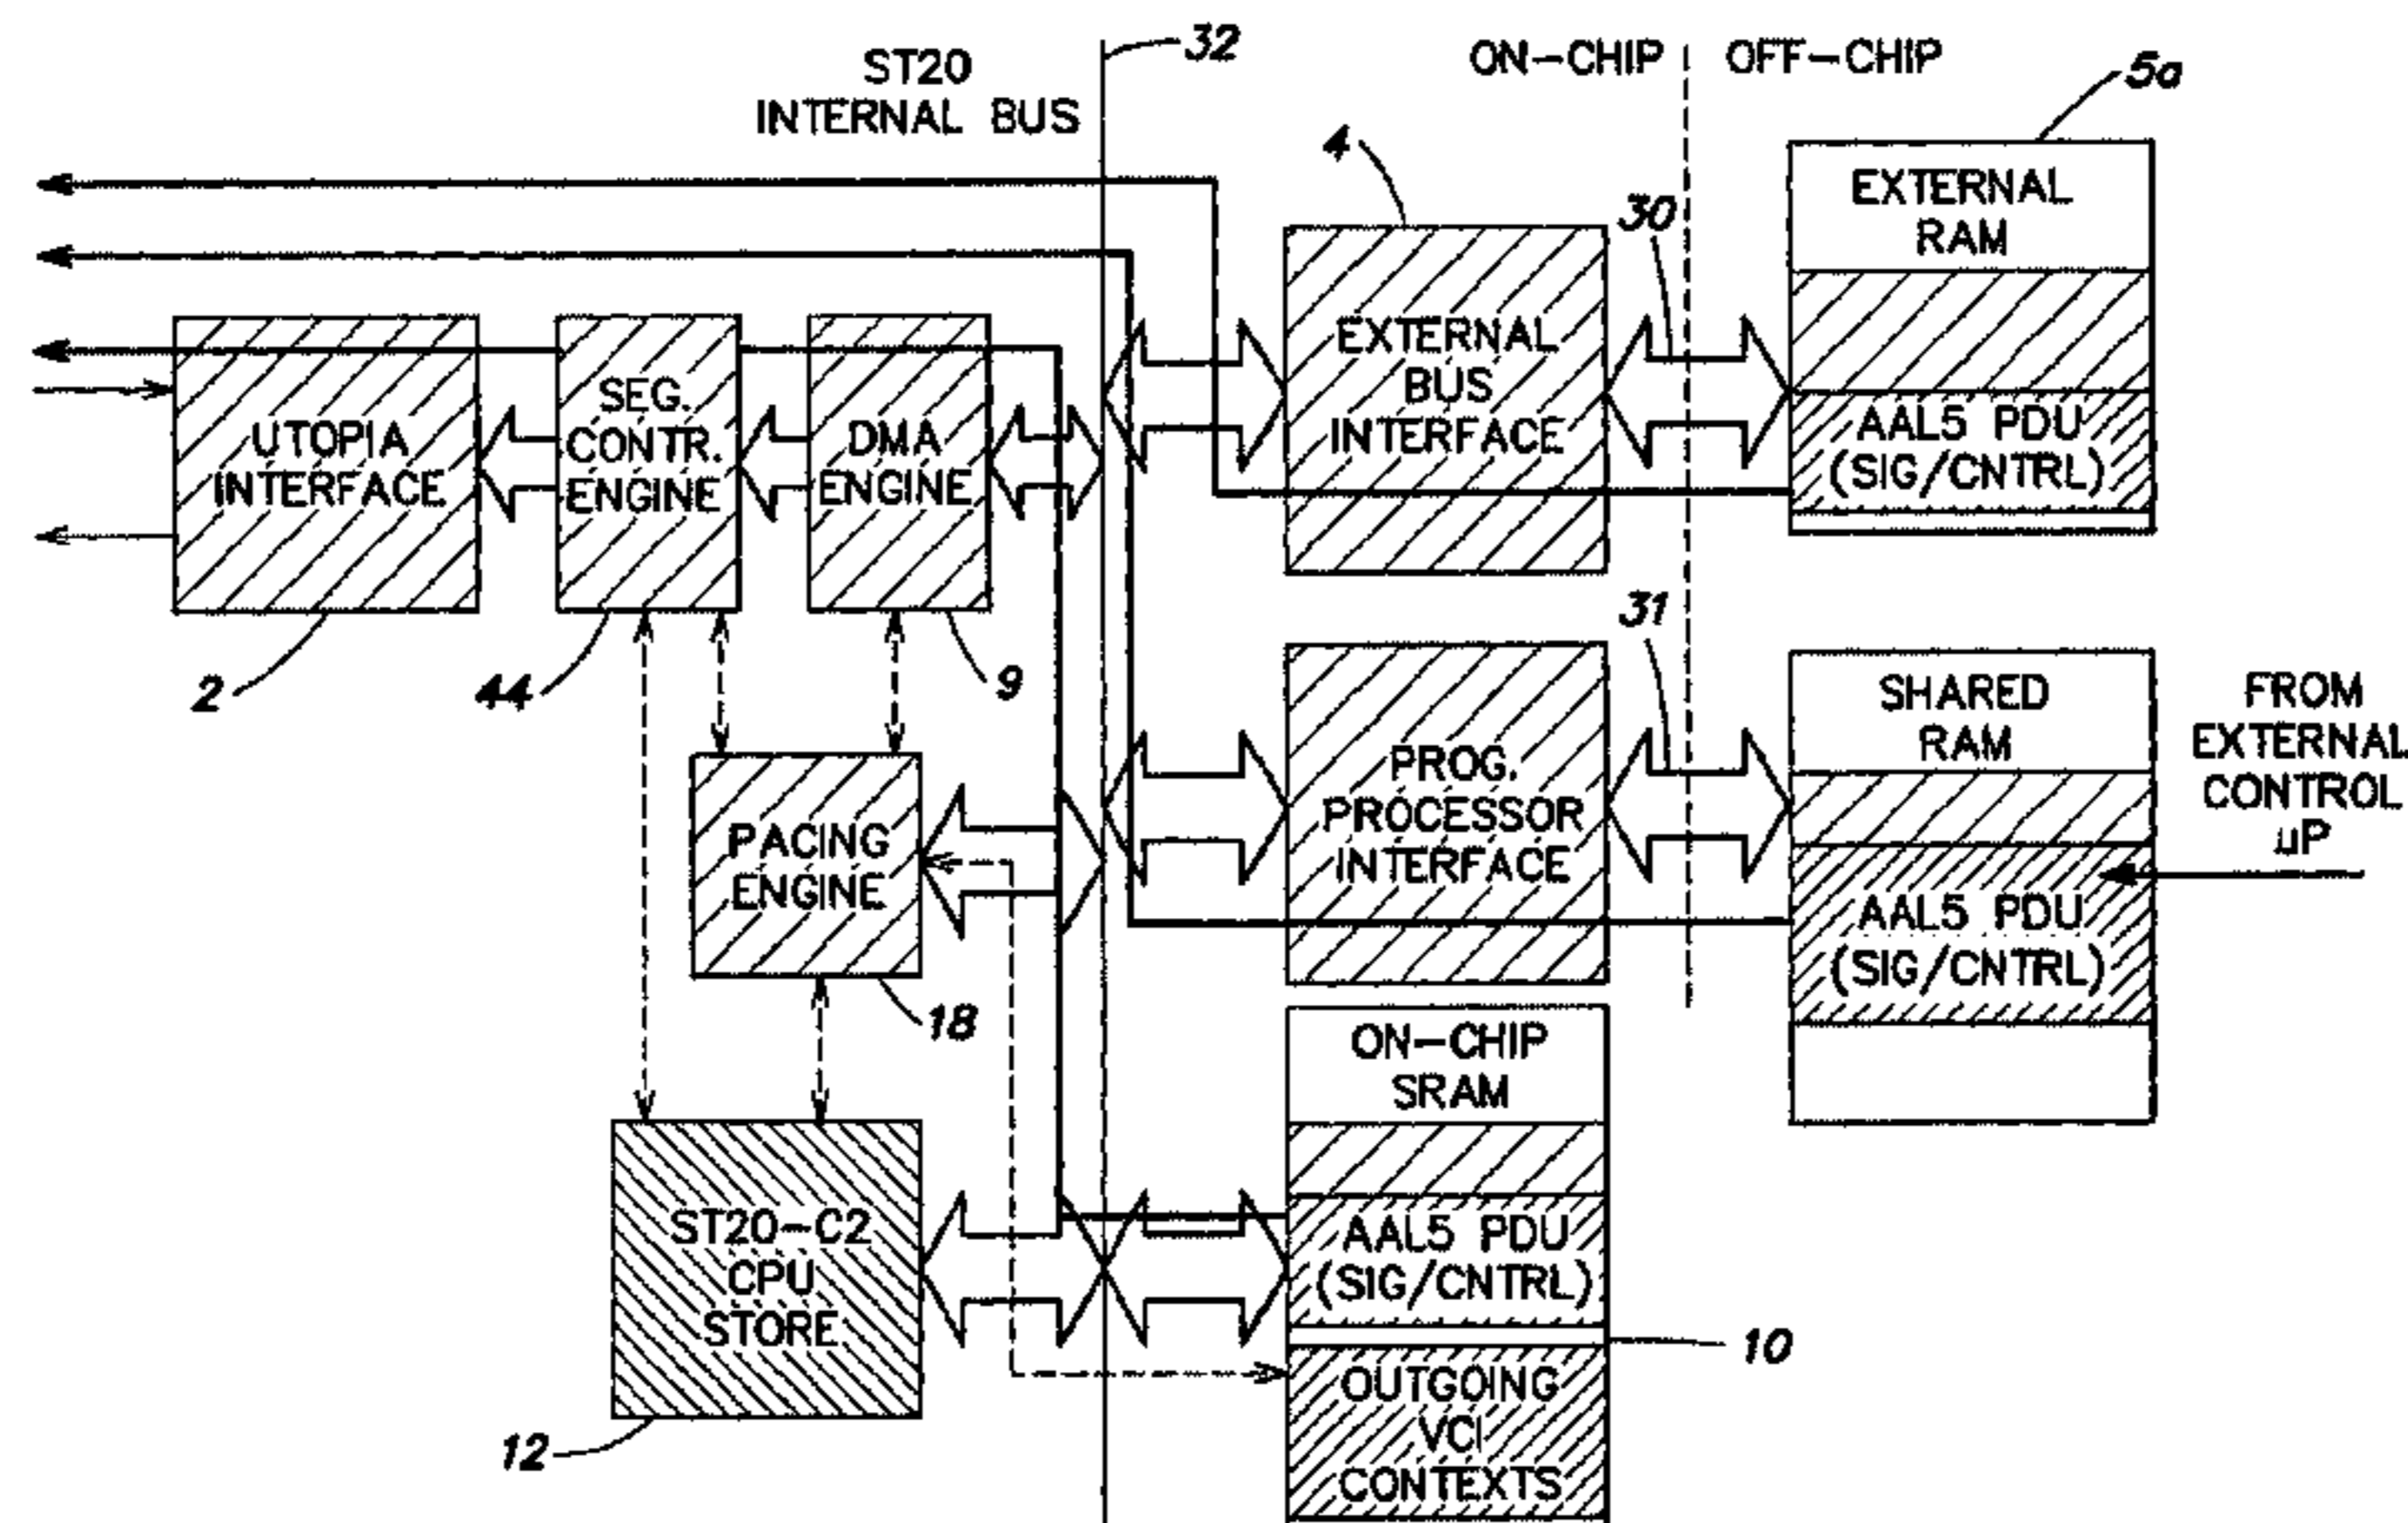 ST20
INTERNAL BUS
32
ON-CHIP
OFF-CHIP
5a
4
30
EXTERNAL
RAM
AAL5 PDU
(SIG/CNTRL)
EXTERNAL
BUS
INTERFACE
UTOPIA
INTERFACE
SEG.
CONTR.
ENGINE
DMA
ENGINE
2
44
9
31
SHARED
RAM
AAL5 PDU
(SIG/CNTRL)
FROM
EXTERNAL
CONTROL
uP
PROG.
PROCESSOR
INTERFACE
PACING
ENGINE
18
ON-CHIP
SRAM
AAL5 PDU
(SIG/CNTRL)
OUTGOING
VCI
CONTEXTS
10
ST20-C2
CPU
STORE
12